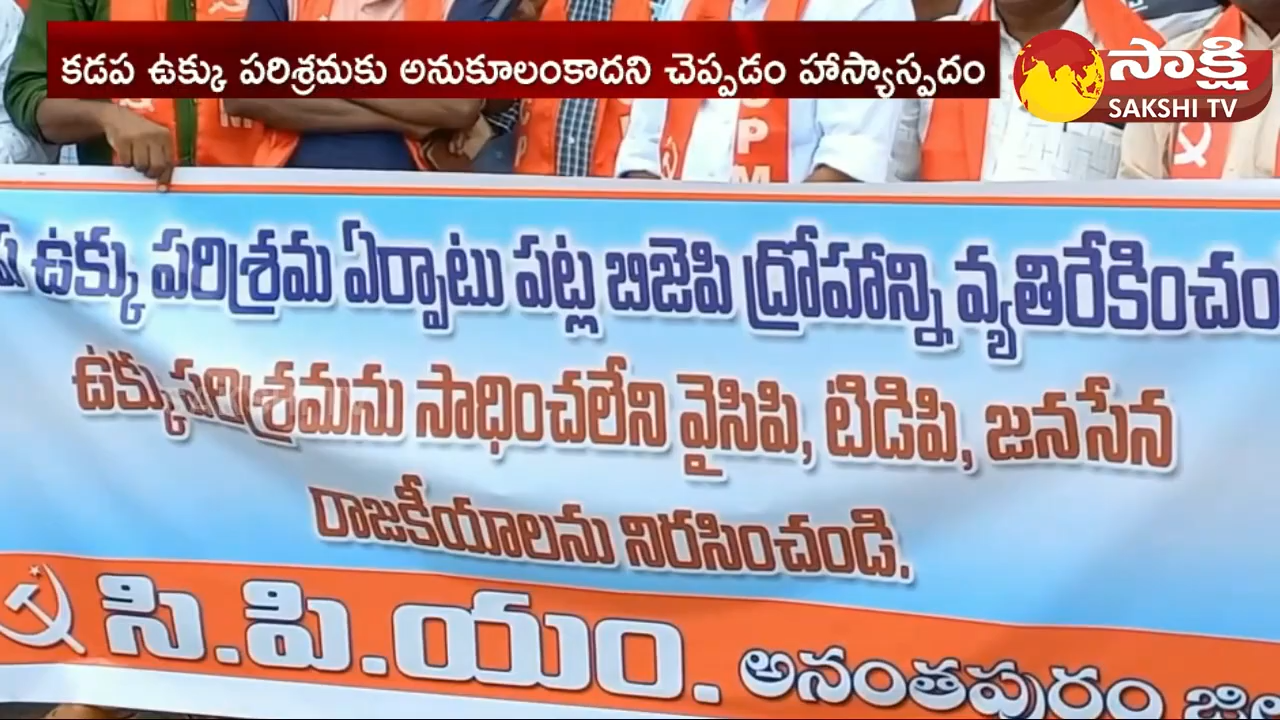 కడప ఉక్కు పరిశ్రమకు అనుకూలంకాదని చెప్పడం హాస్యాస్పదం
సాక్షి
SAKSHI TV
CPM
ఉక్కు పరిశ్రమ ఏర్పాటు పట్ల బిజెపి ద్రోహాన్ని వ్యతిరేకించం
ఉక్కుపరిశ్రమను సాధించలేని వైసిపి, టిడిపి, జనసేన
రాజకీయాలను నిరసించండి.
సి.పి.యం. అనంతపురం